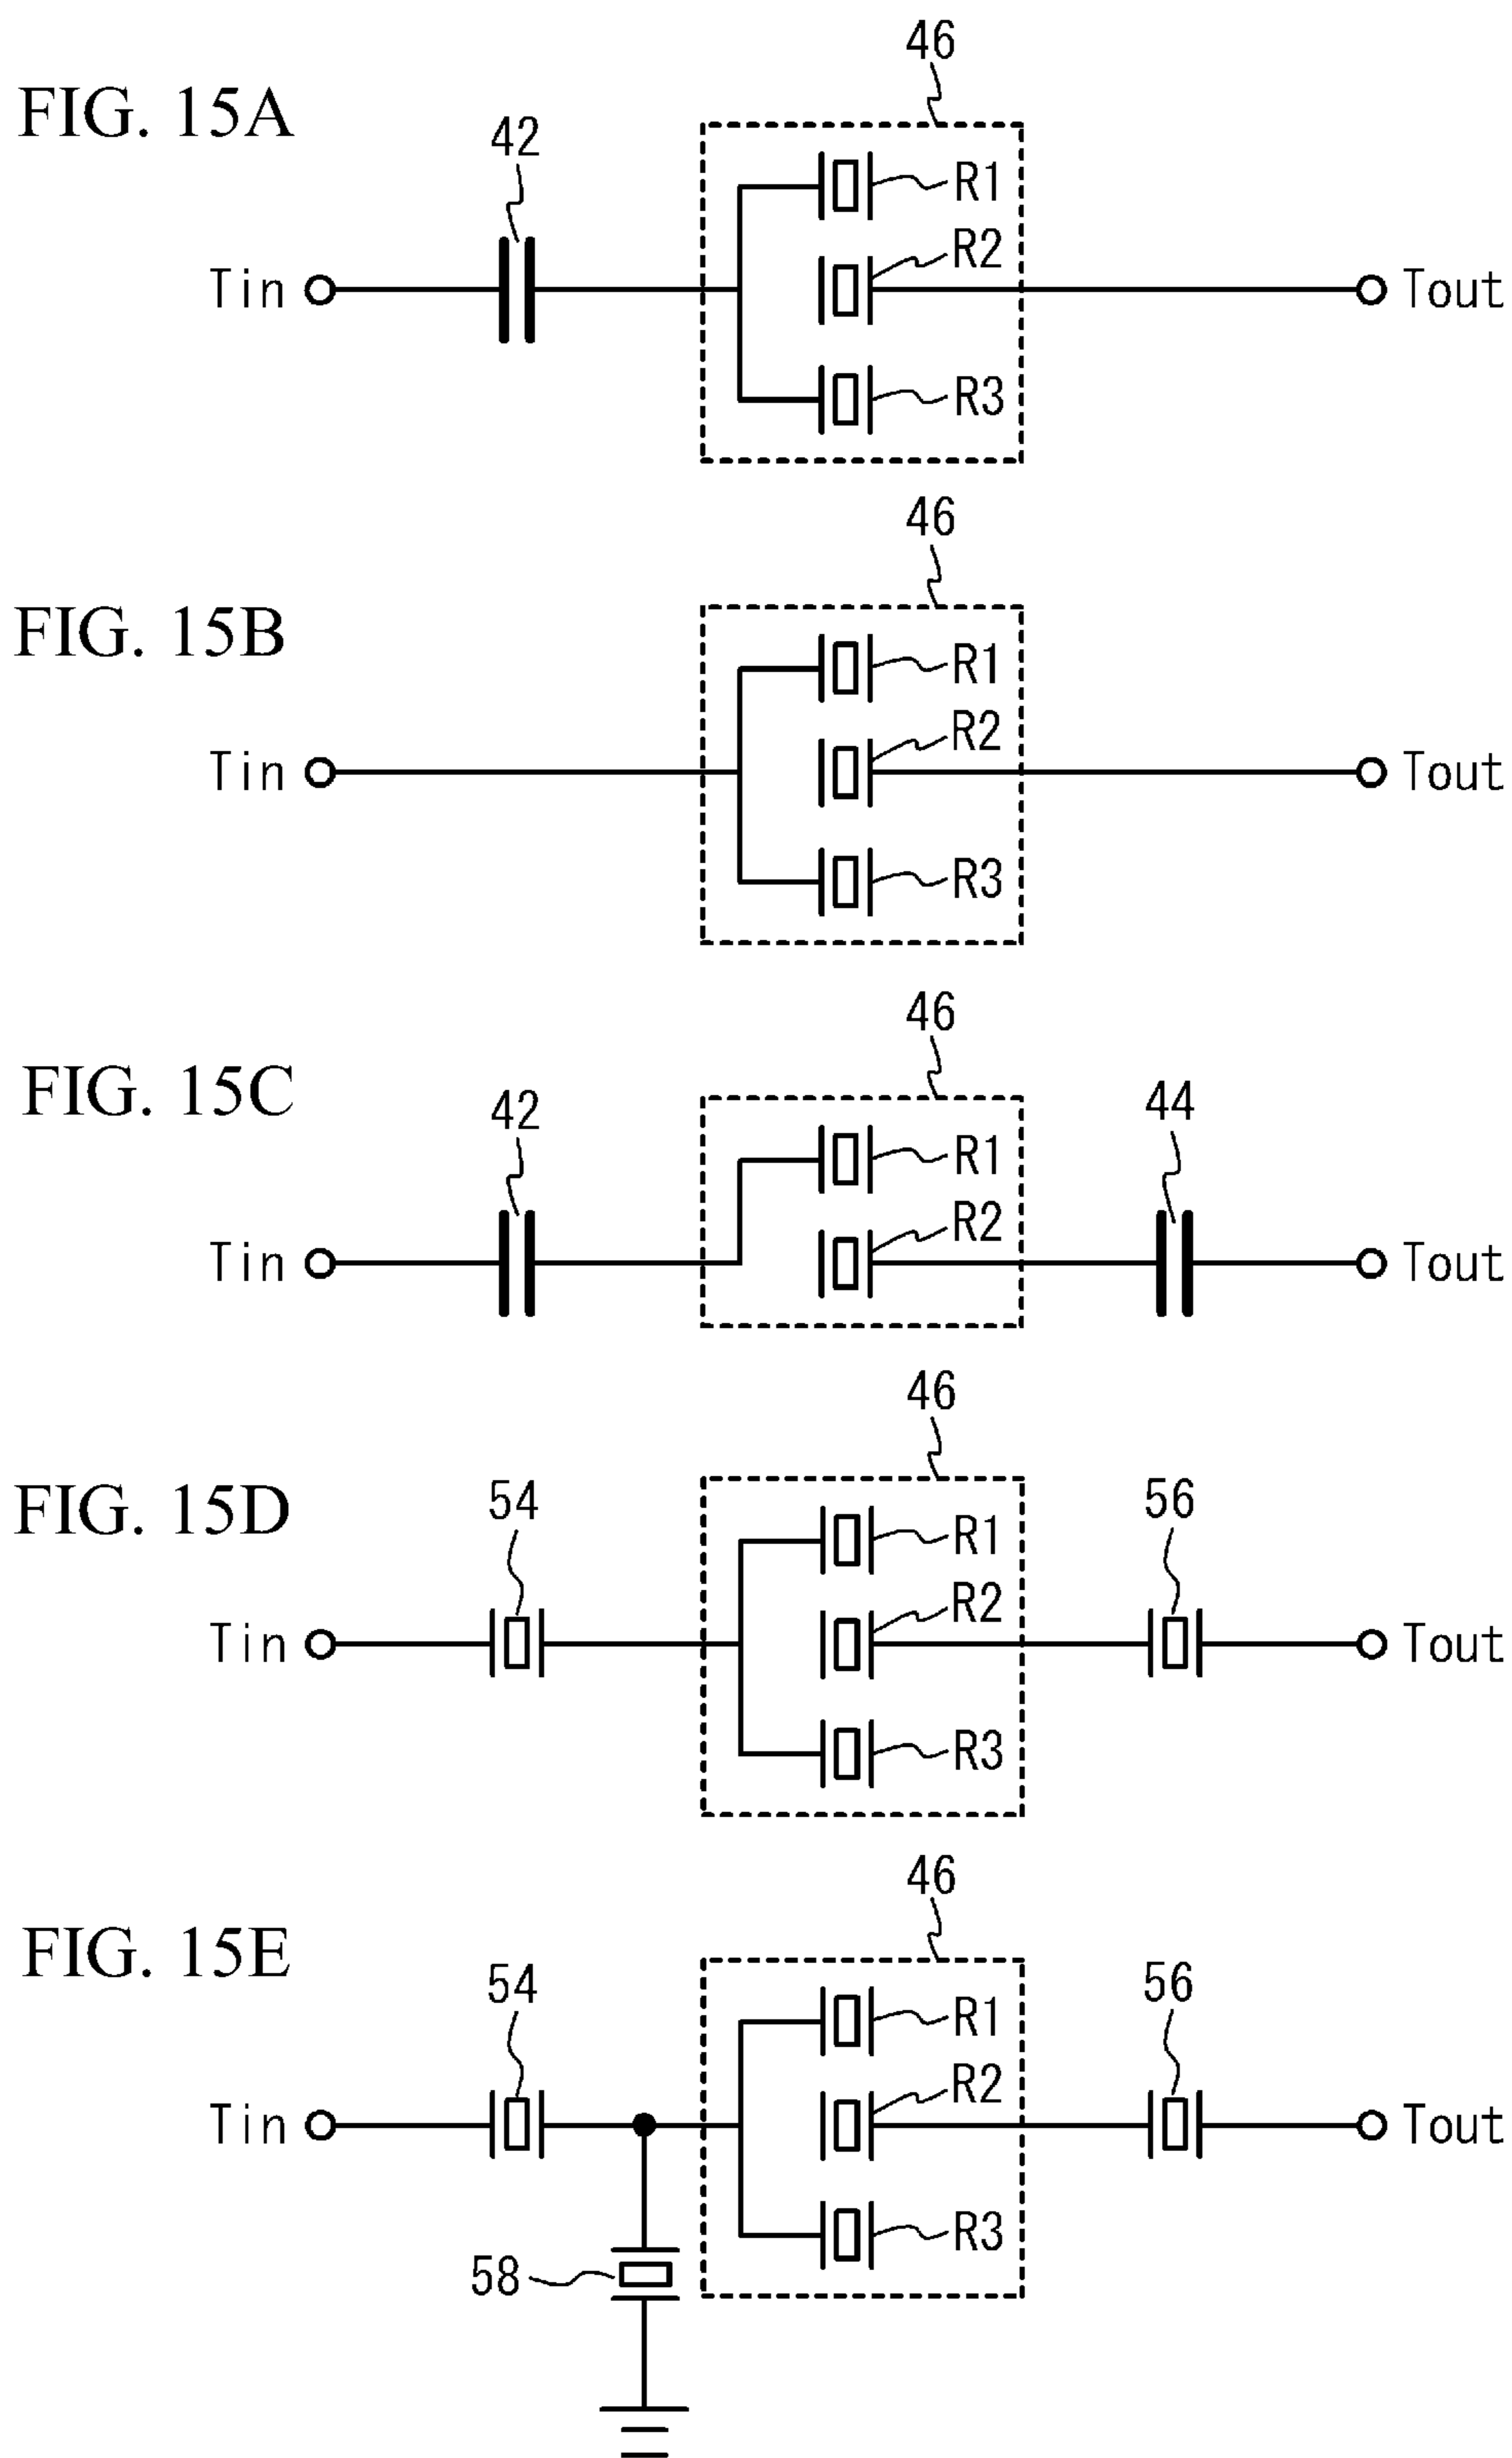 46
FIG. 15A
42
R1
R2
Tin
Tout
R3
46
FIG. 15B
R1
R2
Tin
Tout
R3
46
FIG. 15C
42
44
R1
R2
Tin
Tout
46
FIG. 15D
54
56
R1
R2
Tin
Tout
R3
46
FIG. 15E
54
56
R1
R2
Tin
Tout
R3
58